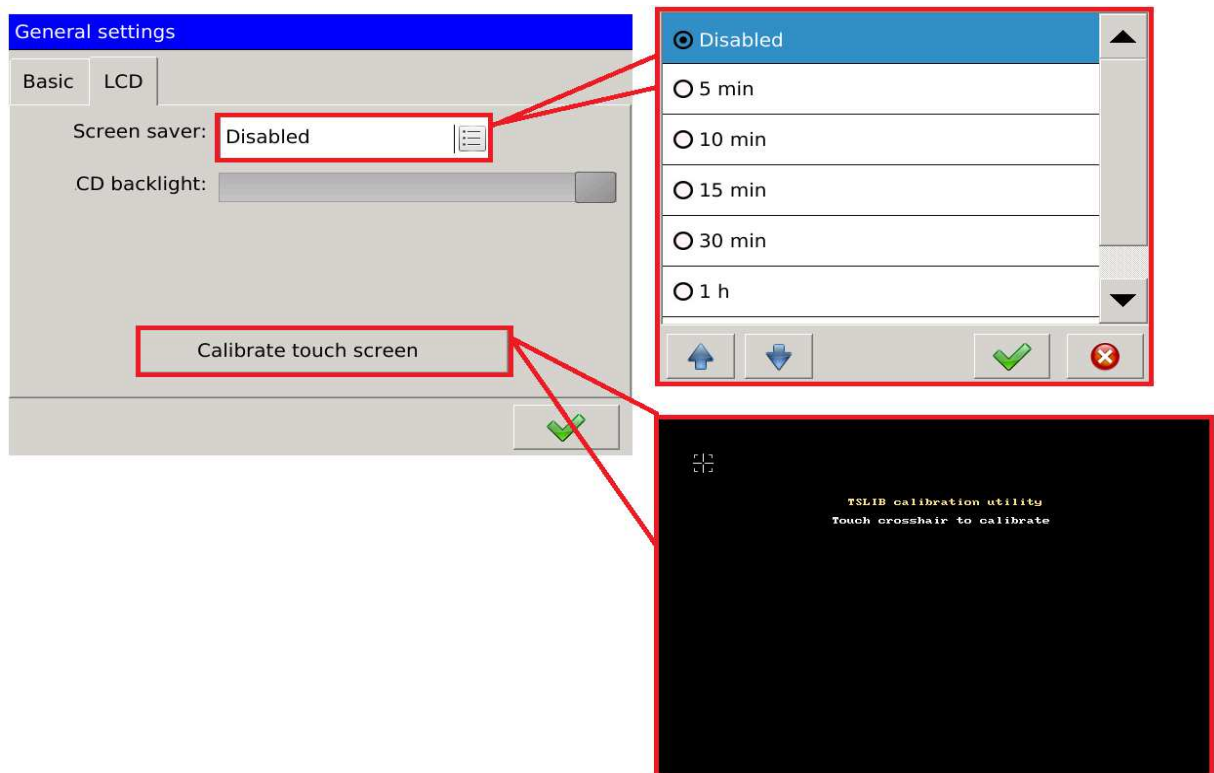 General settings
Basic LCD
Screen saver: Disabled
CD backlight:
Calibrate touch screen
Disabled
5 min
10 min
15 min
30 min
1 h
TSLIB calibration utility
Touch crosshair to calibrate